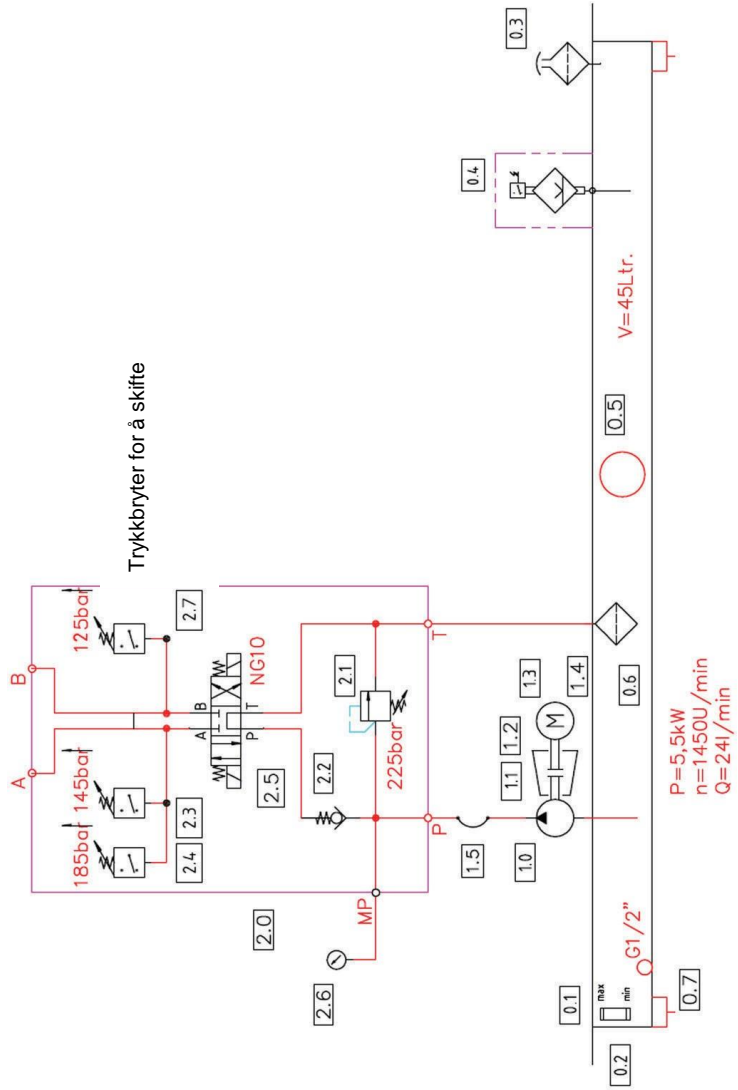 A
B
185bar
145bar
125bar
2.4
2.3
2.7
Trykkbryter for å skifte
A
B
P
T
NG10
2.5
2.0
2.2
2.1
225bar
MP
2.6
P
T
1.5
1.0
1.1
1.2
1.3
1.4
M
0.6
0.4
0.3
0.1
0.2
max
min
G1/2"
0.5
V=45Ltr.
0.7
P=5,5kW
n=1450U/min
Q=24l/min